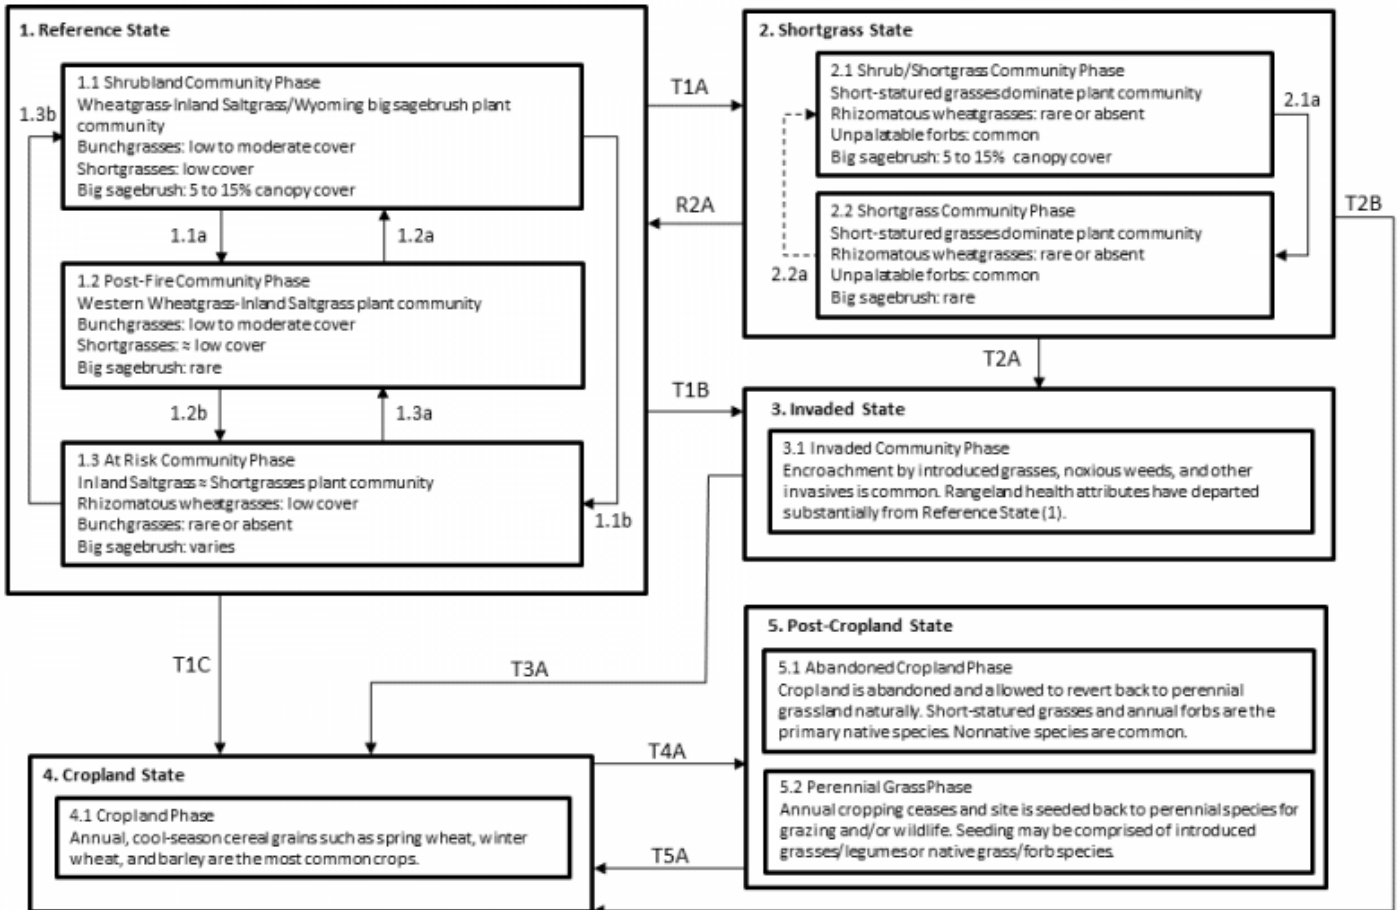 1. Reference State
1.1 Shrubland Community Phase
Wheatgrass-Inland Saltgrass/Wyoming big sagebrush plant
community
Bunchgrasses: low to moderate cover
Shortgrasses: low cover
Big sagebrush: 5 to 15% canopy cover
1.3b
1.1a
1.2a
1.2 Post-Fire Community Phase
Western Wheatgrass-Inland Saltgrass plant community
Bunchgrasses: low to moderate cover
Shortgrasses: ≈ low cover
Big sagebrush: rare
1.2b
1.3a
1.3 At Risk Community Phase
Inland Saltgrass ≈ Shortgrasses plant community
Rhizomatous wheatgrasses: low cover
Bunchgrasses: rare or absent
Big sagebrush: varies
1.1b
T1A
R2A
T1B
2. Shortgrass State
2.1 Shrub/Shortgrass Community Phase
Short-statured grasses dominate plant community
Rhizomatous wheatgrasses: rare or absent
Unpalatable forbs: common
Big sagebrush: 5 to 15% canopy cover
2.1a
2.2 Shortgrass Community Phase
Short-statured grasses dominate plant community
Rhizomatous wheatgrasses: rare or absent
Unpalatable forbs: common
Big sagebrush: rare
2.2a
T2B
T2A
3. Invaded State
3.1 Invaded Community Phase
Encroachment by introduced grasses, noxious weeds, and other
invasives is common. Rangeland health attributes have departed
substantially from Reference State (1).
T1C
T3A
4. Cropland State
4.1 Cropland Phase
Annual, cool-season cereal grains such as spring wheat, winter
wheat, and barley are the most common crops.
T4A
T5A
5. Post-Cropland State
5.1 Abandoned Cropland Phase
Cropland is abandoned and allowed to revert back to perennial
grassland naturally. Short-statured grasses and annual forbs are the
primary native species. Nonnative species are common.
5.2 Perennial Grass Phase
Annual cropping ceases and site is seeded back to perennial species for
grazing and/or wildlife. Seeding may be comprised of introduced
grasses/legumes or native grass/forb species.